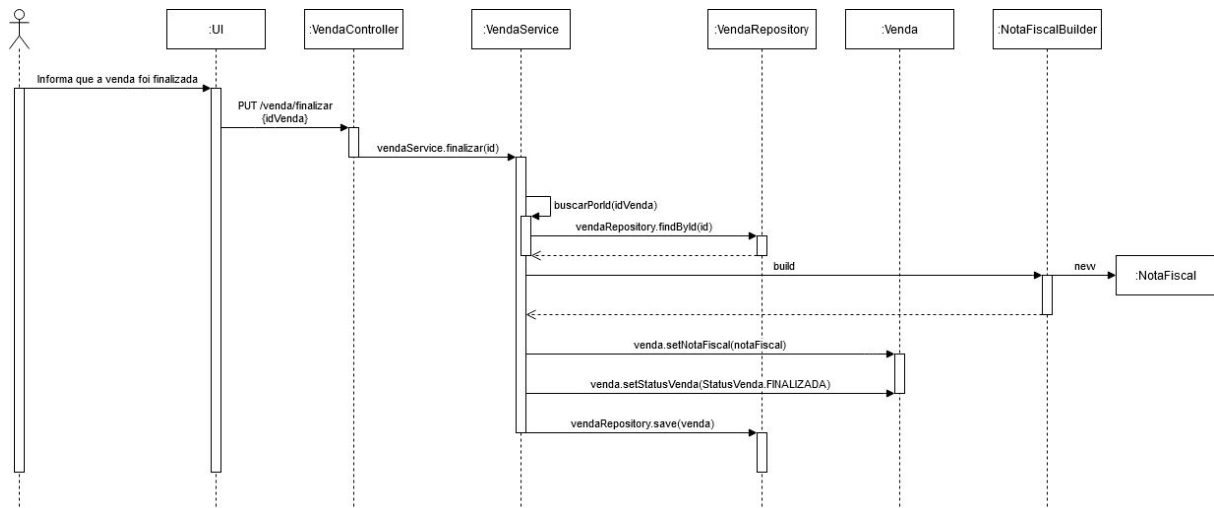 :UI
:VendaController
:VendaService
:VendaRepository
:Venda
:NotaFiscalBuilder
Informa que a venda foi finalizada
PUT /venda/finalizar
{idVenda}
vendaService.finalizar(id)
buscarPorId(idVenda)
vendaRepository.findById(id)
build
new
:NotaFiscal
venda.setNotaFiscal(notaFiscal)
venda.setStatusVenda(StatusVenda.FINALIZADA)
vendaRepository.save(venda)